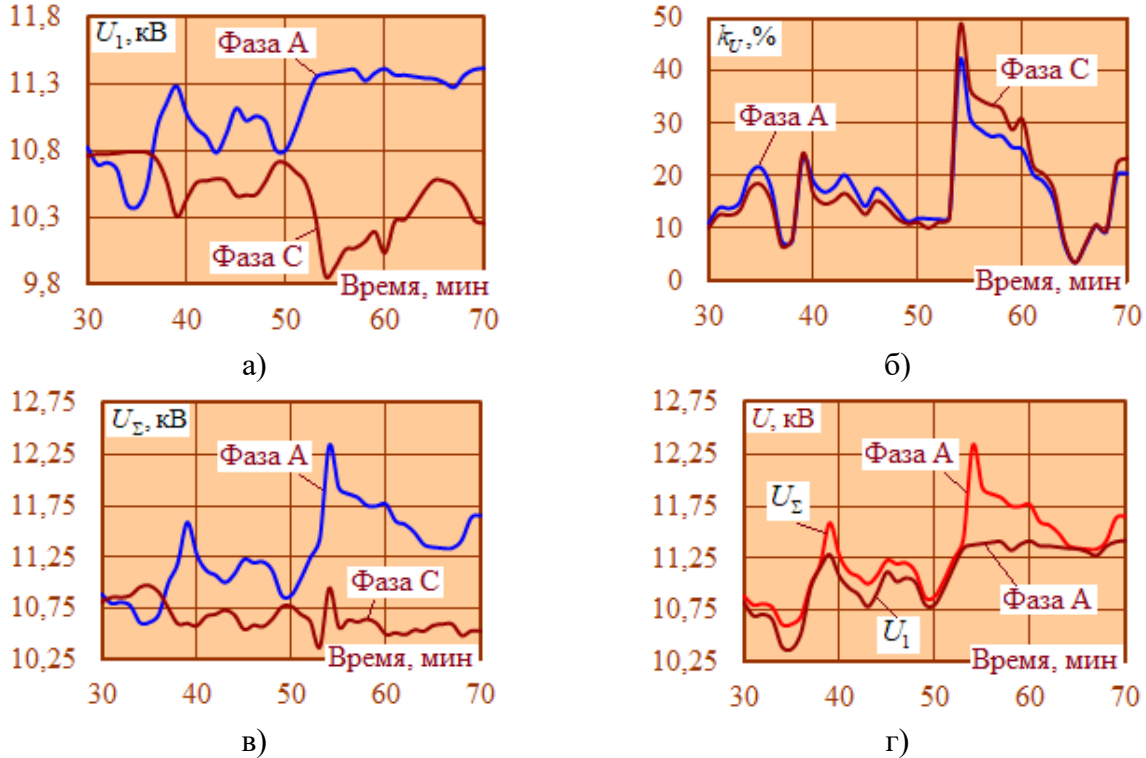 11,8
U₁, кВ
Фаза А
11,3
10,8
10,3
Фаза С
9,8
Время, мин
30 40 50 60 70
а)
50
k_U, %
Фаза С
40
Фаза А
30
20
10
0
Время, мин
30 40 50 60 70
б)
12,75
U_Σ, кВ
12,25
Фаза А
11,75
11,25
Фаза С
10,75
10,25
Время, мин
30 40 50 60 70
в)
12,75
U, кВ
12,25
Фаза А
U_Σ
11,75
11,25
Фаза А
10,75
U₁
10,25
Время, мин
30 40 50 60 70
г)